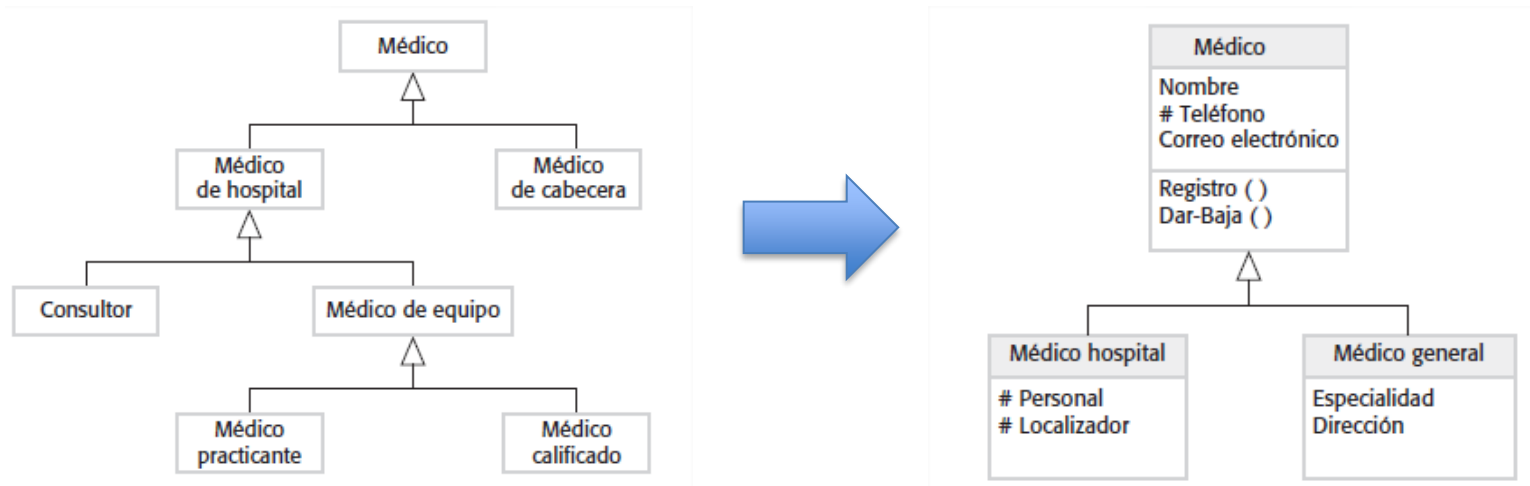 Médico
Médico
de hospital
Médico
de cabecera
Consultor
Médico de equipo
Médico
practicante
Médico
calificado
Médico
Nombre
# Teléfono
Correo electrónico
Registro ( )
Dar-Baja ( )
Médico hospital
# Personal
# Localizador
Médico general
Especialidad
Dirección